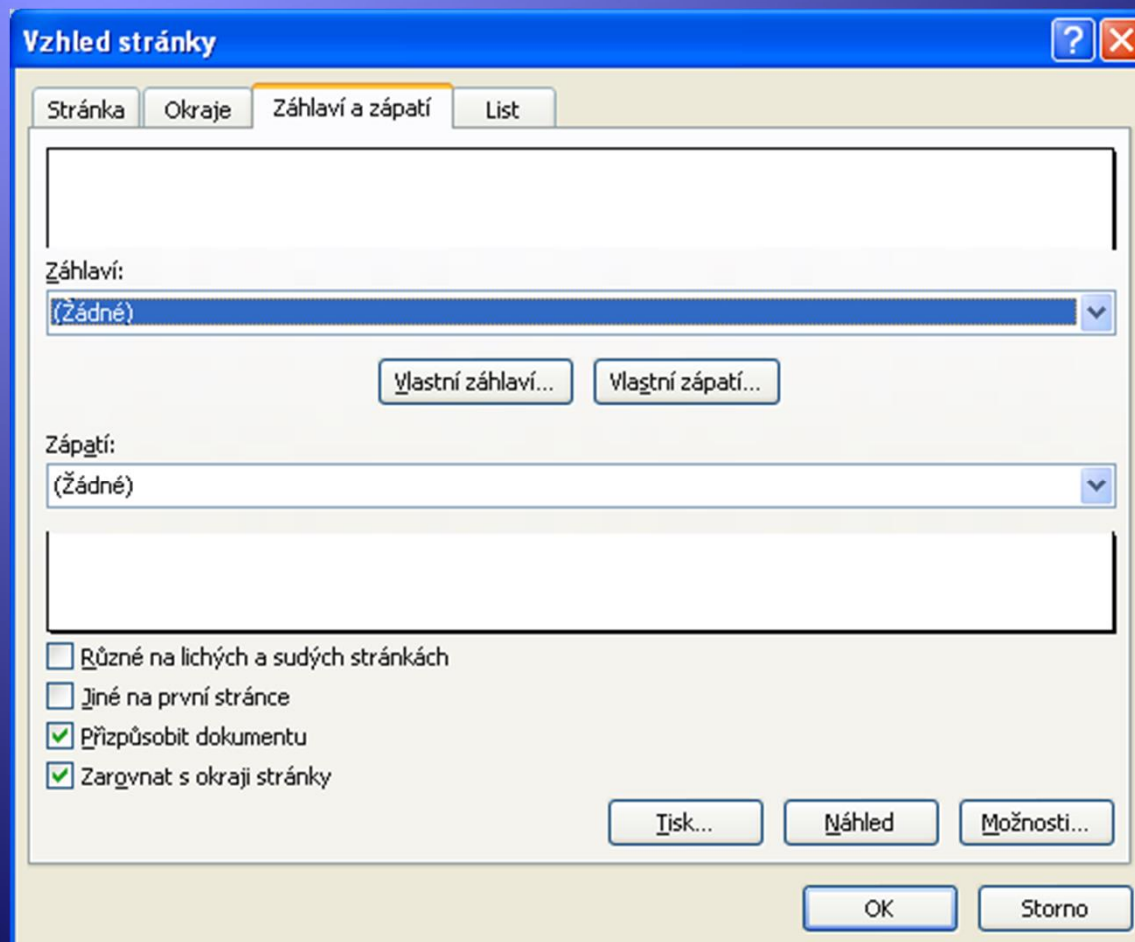 Vzhled stránky
Stránka Okraje Záhlaví a zápatí List
Záhlaví:
(Žádné)
Vlastní záhlaví... Vlastní zápatí...
Zápatí:
(Žádné)
Různé na lichých a sudých stránkách
Jiné na první stránce
Přizpůsobit dokumentu
Zarovnat s okraji stránky
Tisk... Náhled Možnosti...
OK Storno